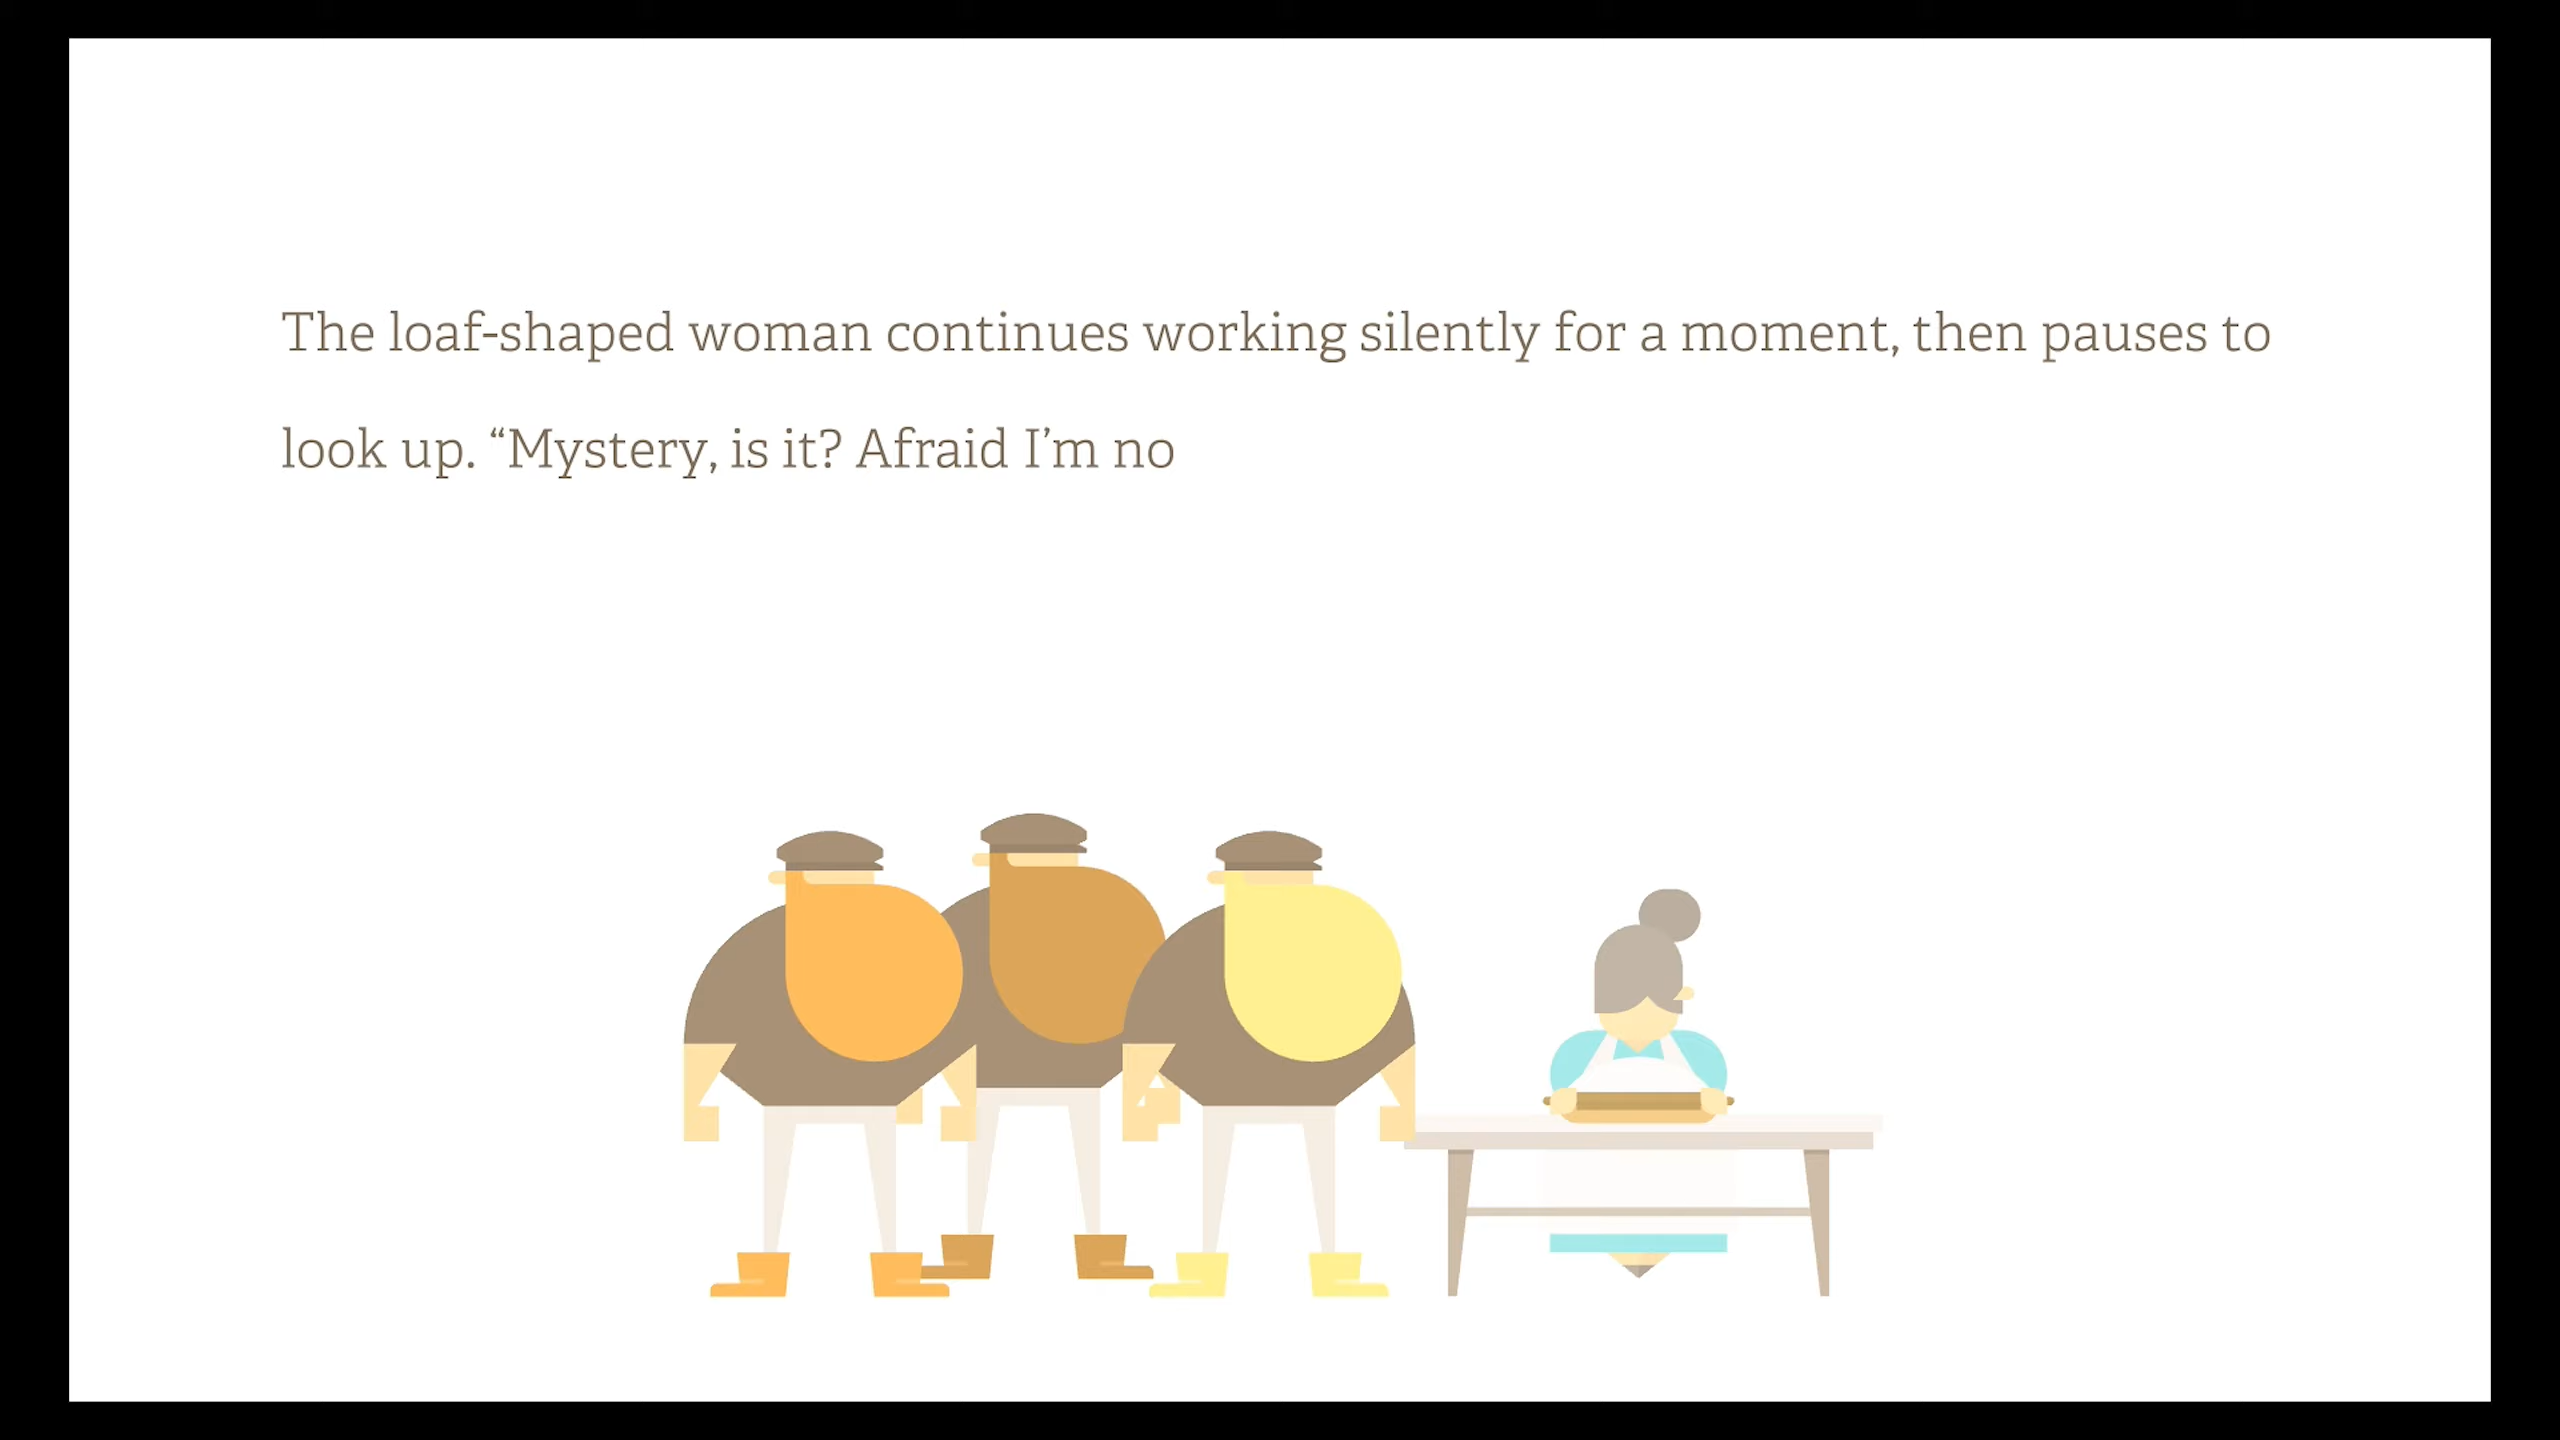 The loaf-shaped woman continues working silently for a moment, then pauses to
look up. “Mystery, is it? Afraid I’m no